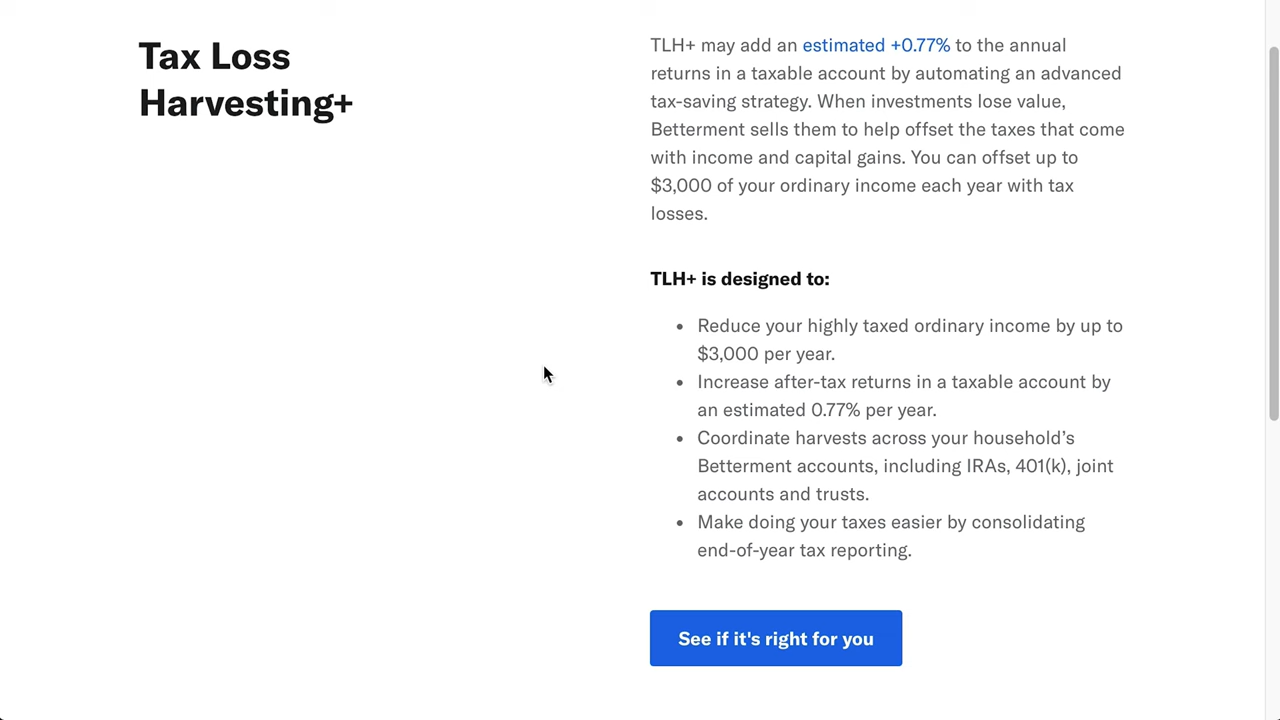 Tax Loss
Harvesting+
TLH+ may add an estimated +0.77% to the annual
returns in a taxable account by automating an advanced
tax-saving strategy. When investments lose value,
Betterment sells them to help offset the taxes that come
with income and capital gains. You can offset up to
$3,000 of your ordinary income each year with tax
losses.
TLH+ is designed to:
• Reduce your highly taxed ordinary income by up to
$3,000 per year.
• Increase after-tax returns in a taxable account by
an estimated 0.77% per year.
• Coordinate harvests across your household’s
Betterment accounts, including IRAs, 401(k), joint
accounts and trusts.
• Make doing your taxes easier by consolidating
end-of-year tax reporting.
See if it's right for you